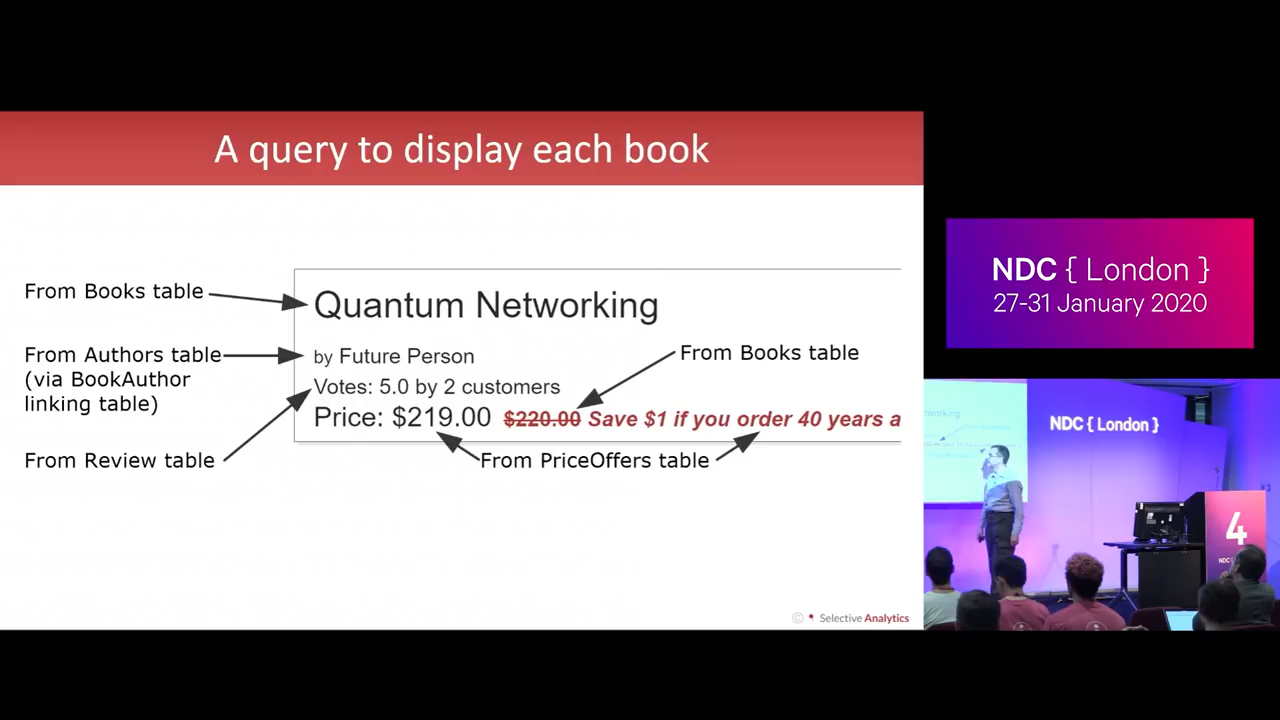 A query to display each book
From Books table
Quantum Networking
From Authors table
(via BookAuthor
linking table)
by Future Person
From Books table
Votes: 5.0 by 2 customers
Price: $219.00 $220.00 Save $1 if you order 40 years a
From Review table
From PriceOffers table
© Selective Analytics
NDC { London }
27-31 January 2020
NDC { London }
4
NDC